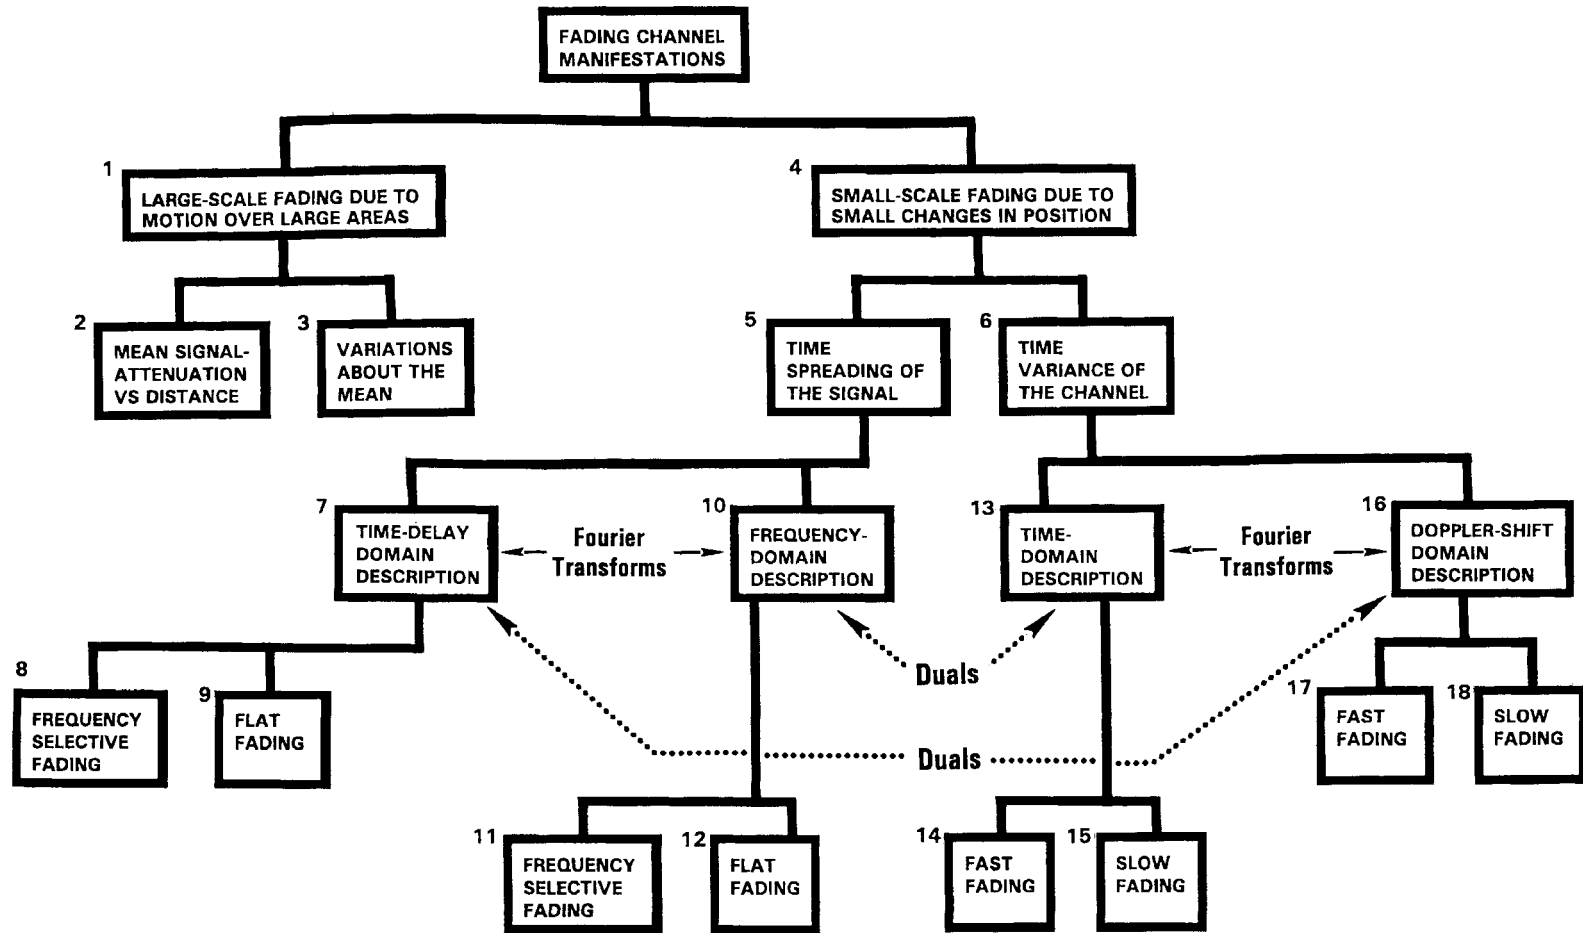 FADING CHANNEL
MANIFESTATIONS
1
LARGE-SCALE FADING DUE TO
MOTION OVER LARGE AREAS
4
SMALL-SCALE FADING DUE TO
SMALL CHANGES IN POSITION
2
MEAN SIGNAL-
ATTENUATION
VS DISTANCE
3
VARIATIONS
ABOUT THE
MEAN
5
TIME
SPREADING OF
THE SIGNAL
6
TIME
VARIANCE OF
THE CHANNEL
7
TIME-DELAY
DOMAIN
DESCRIPTION
Fourier
Transforms
10
FREQUENCY-
DOMAIN
DESCRIPTION
13
TIME-
DOMAIN
DESCRIPTION
Fourier
Transforms
16
DOPPLER-SHIFT
DOMAIN
DESCRIPTION
Duals
Duals
8
FREQUENCY
SELECTIVE
FADING
9
FLAT
FADING
17
FAST
FADING
18
SLOW
FADING
11
FREQUENCY
SELECTIVE
FADING
12
FLAT
FADING
14
FAST
FADING
15
SLOW
FADING